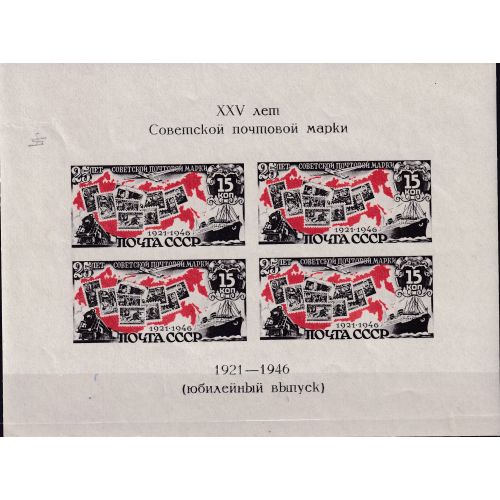 XXV лет
Советской почтовой марки
25 ЛЕТ СОВЕТСКОЙ ПОЧТОВОЙ МАРКИ
15
КОП
1921-1946
ПОЧТА СССР
25 ЛЕТ СОВЕТСКОЙ ПОЧТОВОЙ МАРКИ
15
КОП
1921-1946
ПОЧТА СССР
25 ЛЕТ СОВЕТСКОЙ ПОЧТОВОЙ МАРКИ
15
КОП
1921-1946
ПОЧТА СССР
25 ЛЕТ СОВЕТСКОЙ ПОЧТОВОЙ МАРКИ
15
КОП
1921-1946
ПОЧТА СССР
1921—1946
(юбилейный выпуск)